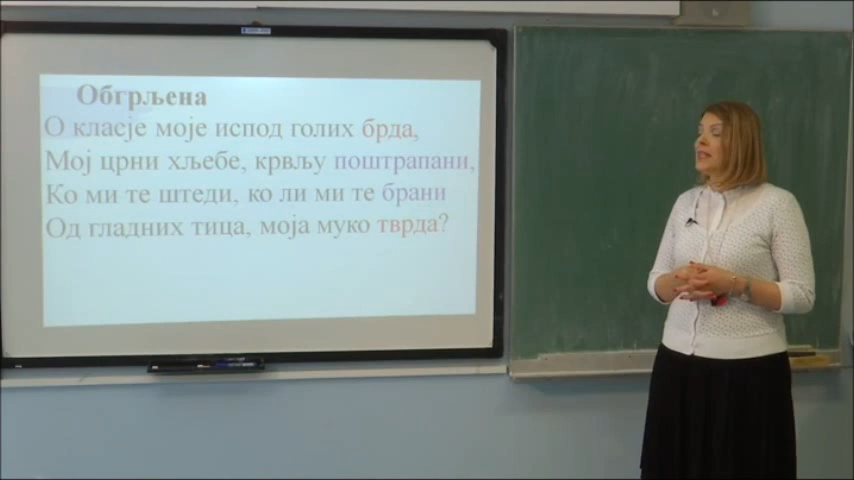 Обгрљена
О класје моје испод голих брда,
Мој црни хљебе, крвљу поштрапани,
Ко ми те штеди, ко ли ми те брани
Од гладних тица, моја муко тврда?